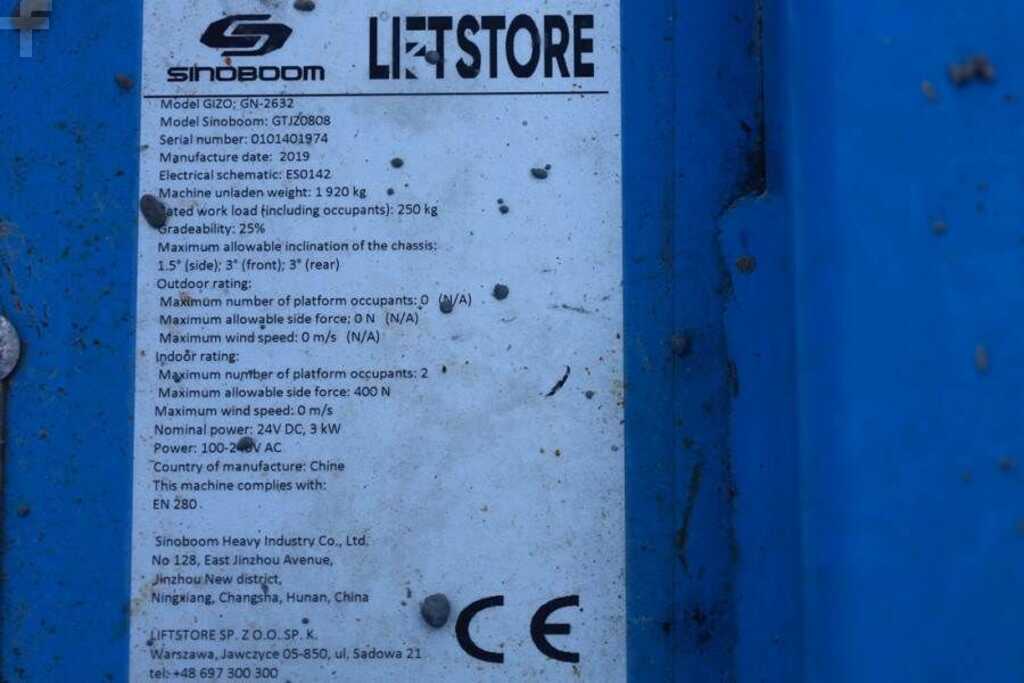 SINOBOOM LIFTSTORE
Model GIZO; GN-2632
Model Sinoboom: GTJZ0808
Serial number: 0101401974
Manufacture date: 2019
Electrical schematic: ES0142
Machine unladen weight: 1 920 kg
Rated work load (including occupants): 250 kg
Gradeability: 25%
Maximum allowable inclination of the chassis:
1.5° (side); 3° (front); 3° (rear)
Outdoor rating:
Maximum number of platform occupants: 0 (N/A)
Maximum allowable side force; 0 N (N/A)
Maximum wind speed: 0 m/s (N/A)
Indoor rating:
Maximum number of platform occupants: 2
Maximum allowable side force: 400 N
Maximum wind speed: 0 m/s
Nominal power: 24V DC, 3 kW
Power: 100-240V AC
Country of manufacture: Chine
This machine complies with:
EN 280
Sinoboom Heavy Industry Co., Ltd.
No 128, East Jinzhou Avenue,
Jinzhou New district,
Ningxiang, Changsha, Hunan, China
CE
LIFTSTORE SP. Z O.O. SP. K.
Warszawa, Jawczyce 05-850, ul. Sadowa 21
tel: +48 697 300 300